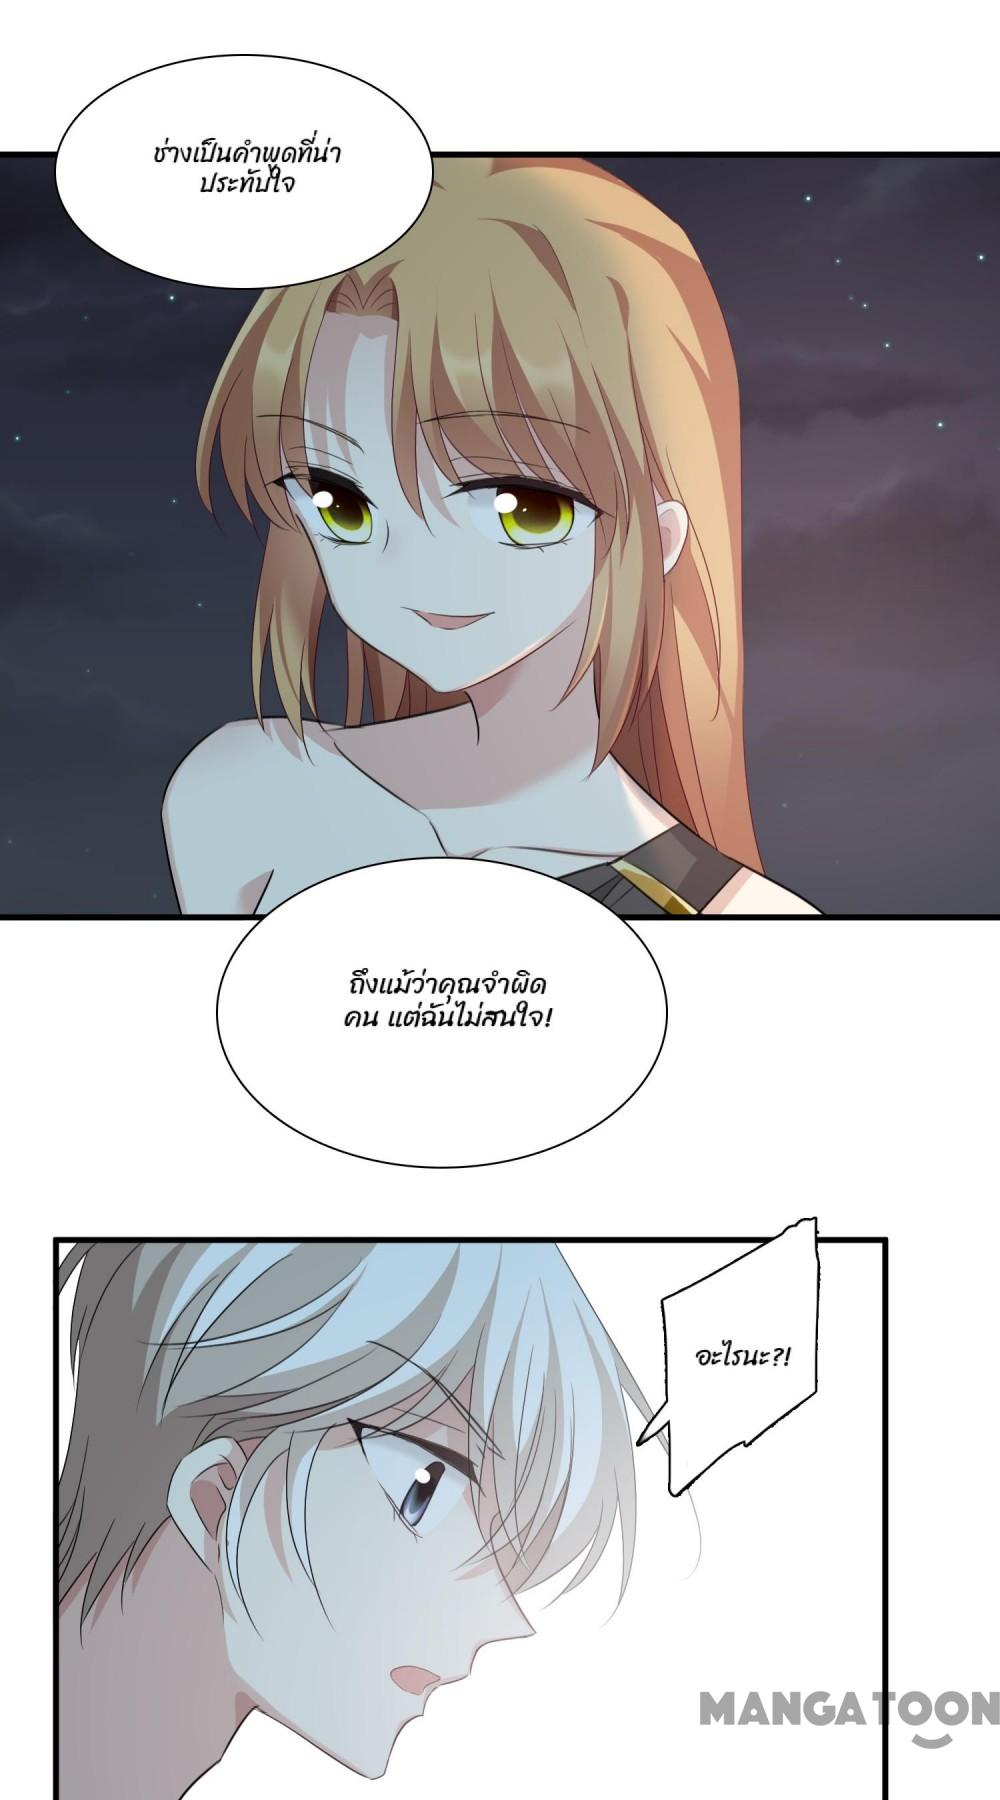 ช่างเป็นคำพูดที่น่า
ประทับใจ
ถึงแม้ว่าคุณจำผิด
คน แต่ฉันไม่สนใจ!
อะไรนะ?!
MANGATOON